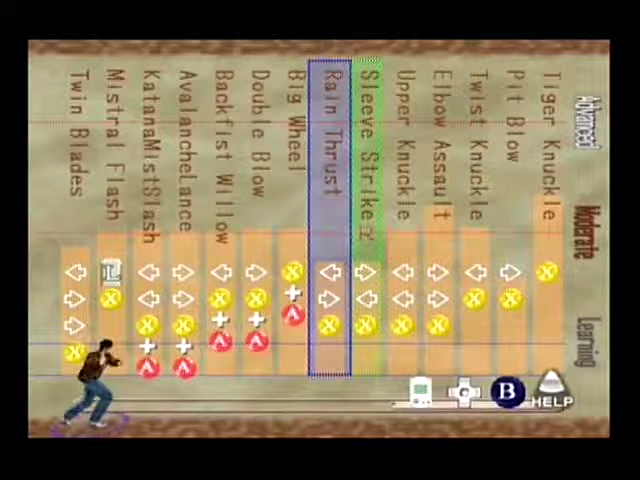 Tiger Knuckle
X
Pit Blow
X
Twist Knuckle
X
Elbow Assault
X
Upper Knuckle
X
Sleeve Strike
X
Rain Thrust
X
Big Wheel
X + A
Double Blow
X + A
Backfist Willow
X + A
AvalancheLance
X + A
KatanaMistSlash
X + A
Mistral Flash
X
Twin Blades
X
Advanced
Moderate
Learning
B
HELP